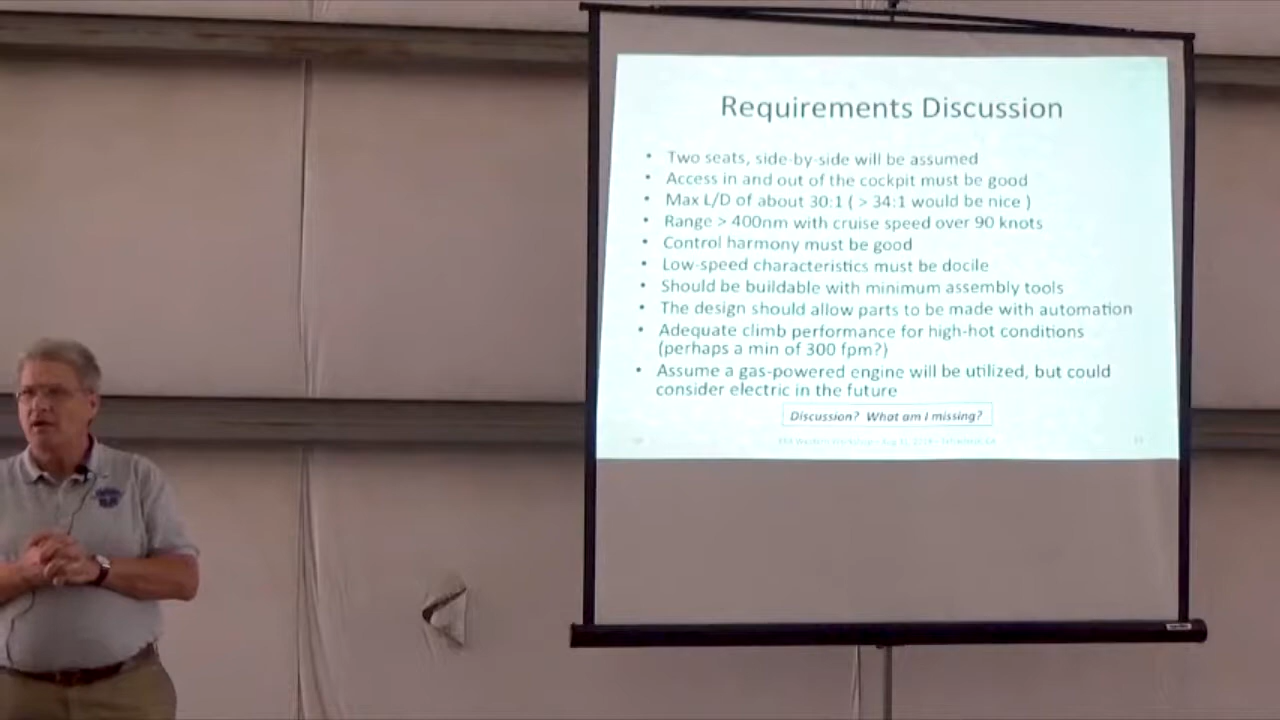 Requirements Discussion
• Two seats, side-by-side will be assumed
• Access in and out of the cockpit must be good
• Max L/D of about 30:1 ( > 34:1 would be nice )
• Range > 400nm with cruise speed over 90 knots
• Control harmony must be good
• Low-speed characteristics must be docile
• Should be buildable with minimum assembly tools
• The design should allow parts to be made with automation
• Adequate climb performance for high-hot conditions
(perhaps a min of 300 fpm?)
• Assume a gas-powered engine will be utilized, but could
consider electric in the future
Discussion? What am I missing?